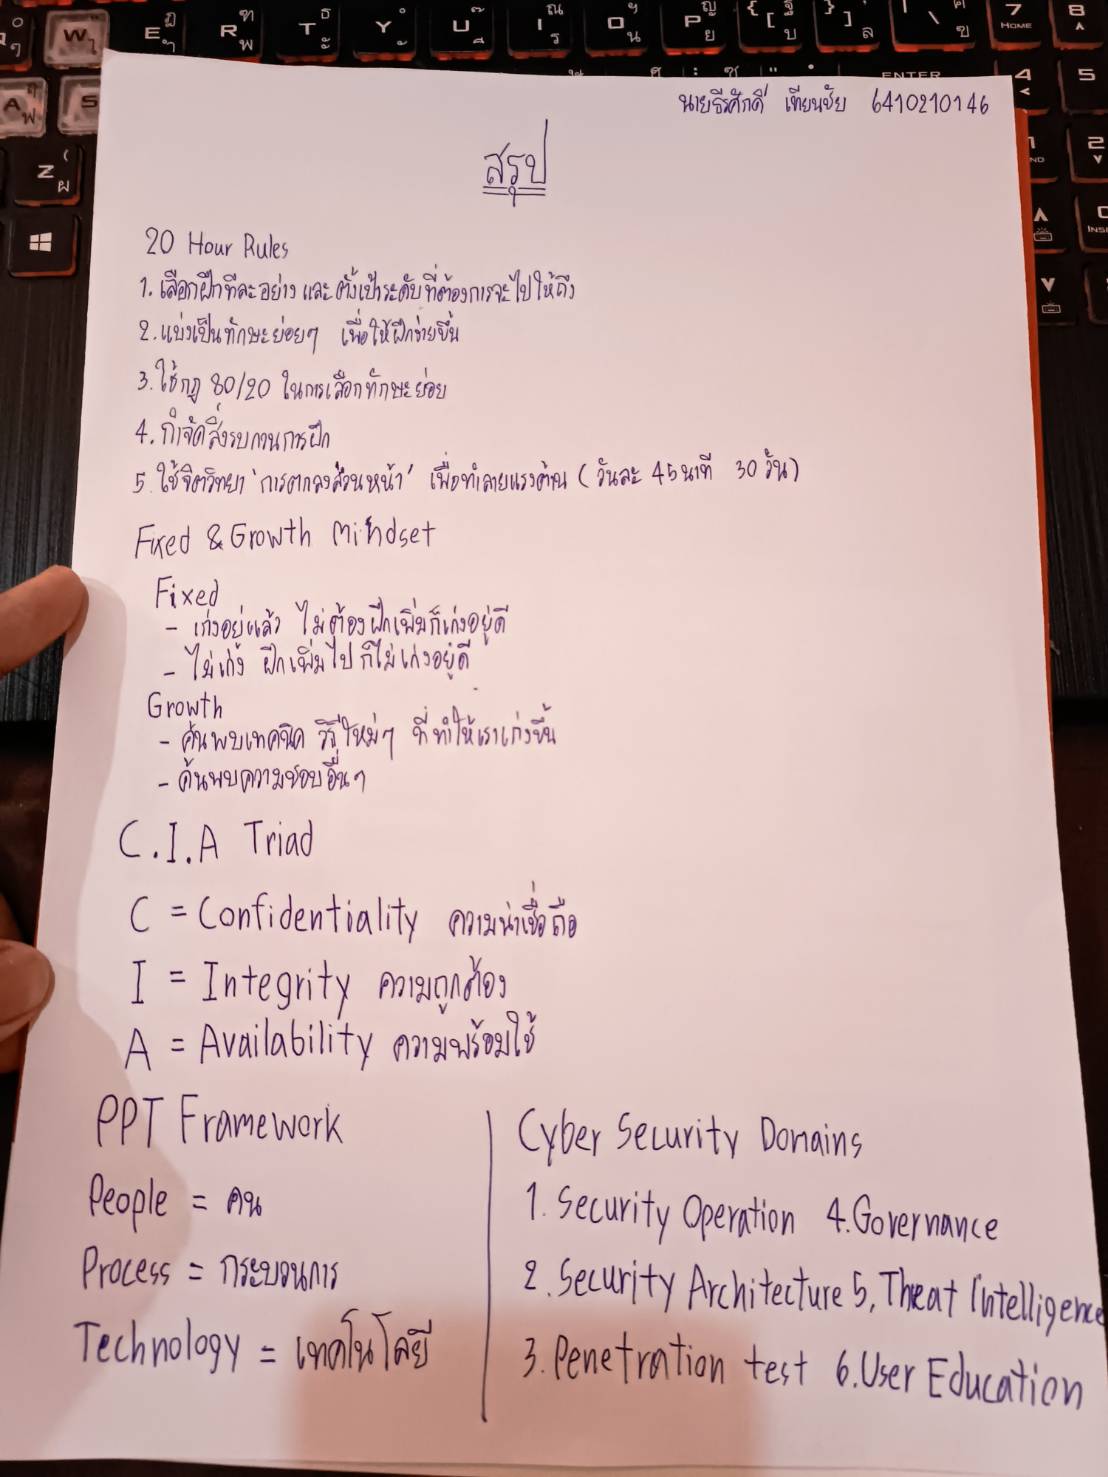 นายธีรศักดิ์ เทียนชัย 6410210146
สรุป
20 Hour Rules
1. เลือกฝึกทีละอย่าง และ ตั้งเป้าระดับที่ต้องการจะไปให้ถึง
2. แบ่งเป็นทักษะย่อยๆ เพื่อให้ฝึกง่ายขึ้น
3. ใช้กฎ 80/20 ในการเลือกทักษะย่อย
4. กำจัดสิ่งรบกวนการฝึก
5. ใช้จิตวิทยา 'การตกลงล่วงหน้า' เพื่อทำลายแรงต้าน (วันละ 45 นาที 30 วัน)
Fixed & Growth Mindset
Fixed
- เก่งอยู่แล้ว ไม่ต้องฝึกเพิ่มก็เก่งอยู่ดี
- ไม่เก่ง ฝึกเพิ่มไปก็ไม่เก่งอยู่ดี
Growth
- ค้นพบเทคนิค วิธีใหม่ๆ ที่ทำให้เราเก่งขึ้น
- ค้นพบความชอบอื่นๆ
C.I.A Triad
C = Confidentiality ความน่าเชื่อถือ
I = Integrity ความถูกต้อง
A = Availability ความพร้อมใช้
PPT Framework
People = คน
Process = กระบวนการ
Technology = เทคโนโลยี
Cyber Security Domains
1. Security Operation 4. Governance
2. Security Architecture 5, Threat Intelligence
3. Penetration test 6. User Education